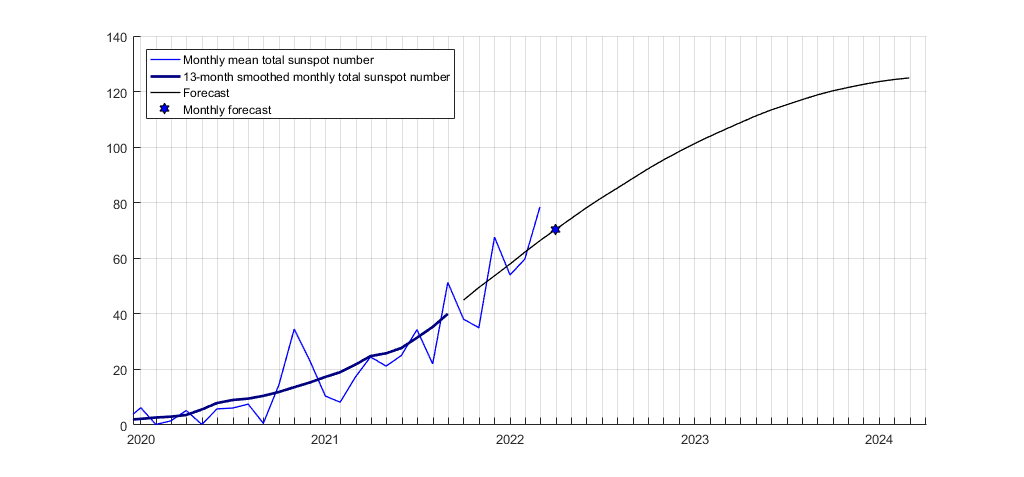 140
120
100
80
60
40
20
0
Monthly mean total sunspot number
13-month smoothed monthly total sunspot number
Forecast
Monthly forecast
2020 2021 2022 2023 2024